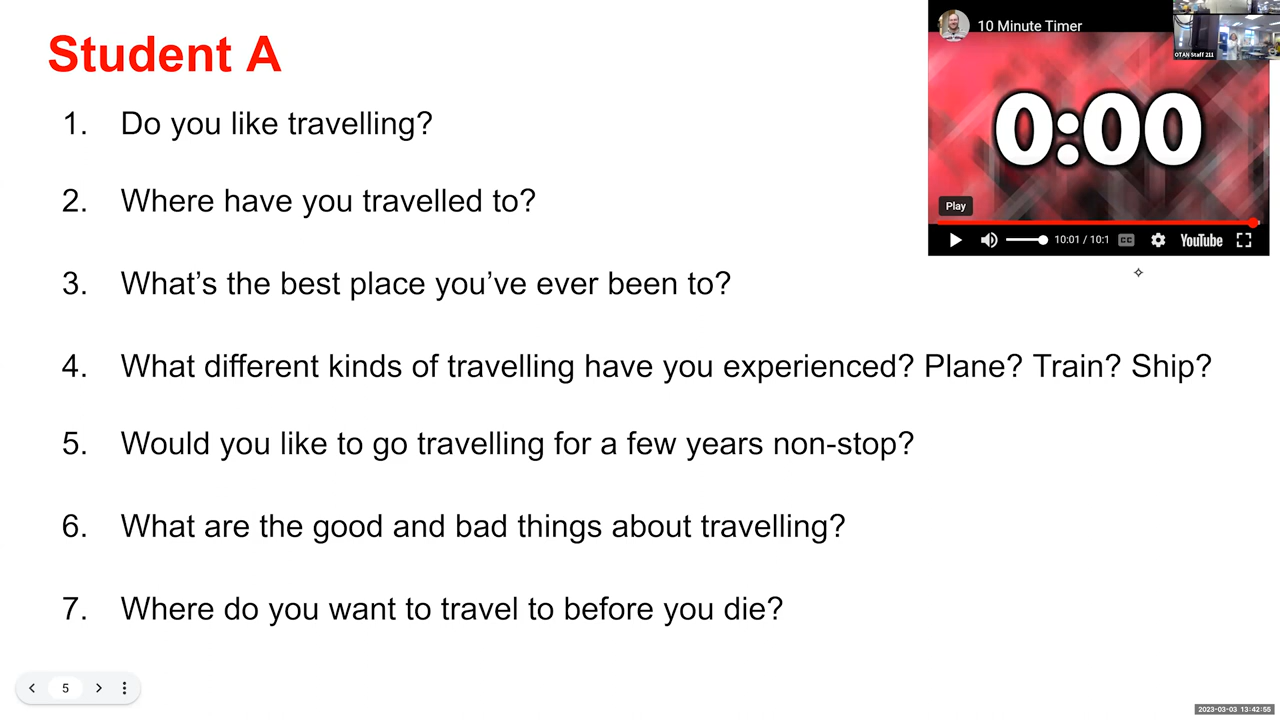 Student A
1. Do you like travelling?
2. Where have you travelled to?
3. What’s the best place you’ve ever been to?
4. What different kinds of travelling have you experienced? Plane? Train? Ship?
5. Would you like to go travelling for a few years non-stop?
6. What are the good and bad things about travelling?
7. Where do you want to travel to before you die?
10 Minute Timer
OTAN Staff 211
0:00
Play
10:01 / 10:1
CC
YouTube
5
2023-03-03 13:42:55